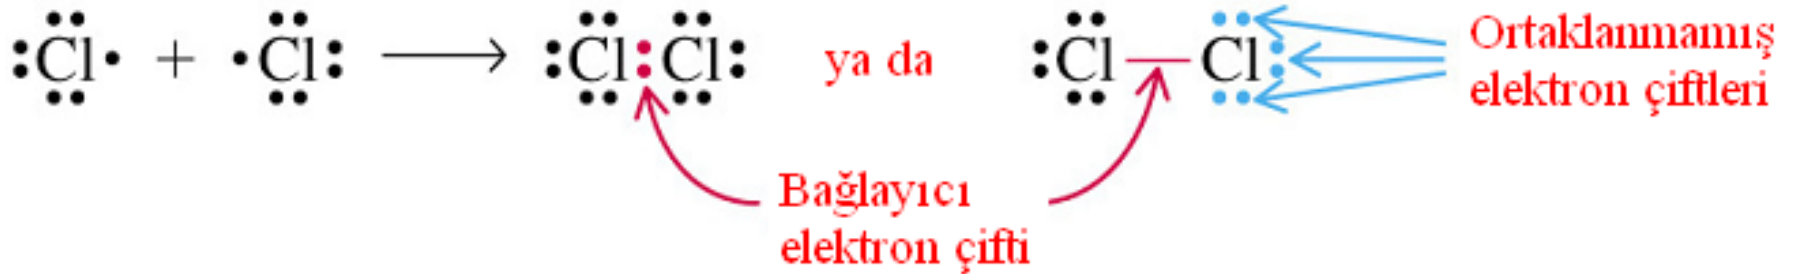 Cl + Cl Cl Cl ya da Cl Cl
Ortaklanmamış
elektron çiftleri
Bağlayıcı
elektron çifti